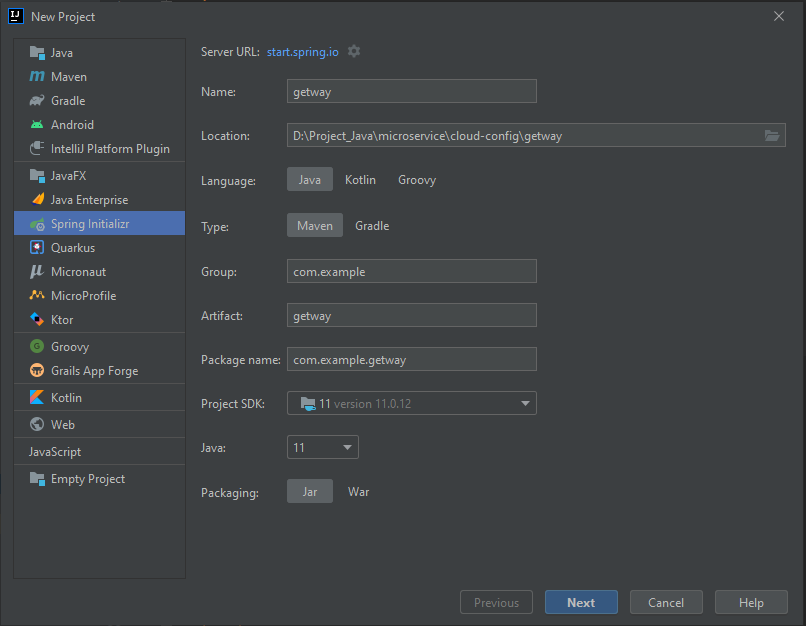 New Project
Java
Maven
Gradle
Android
IntelliJ Platform Plugin
JavaFX
Java Enterprise
Spring Initializr
Quarkus
Micronaut
MicroProfile
Ktor
Groovy
Grails App Forge
Kotlin
Web
JavaScript
Empty Project
Server URL: start.spring.io
Name: getway
Location: D:\Project_Java\microservice\cloud-config\getway
Language: Java Kotlin Groovy
Type: Maven Gradle
Group: com.example
Artifact: getway
Package name: com.example.getway
Project SDK: 11 version 11.0.12
Java: 11
Packaging: Jar War
Previous Next Cancel Help